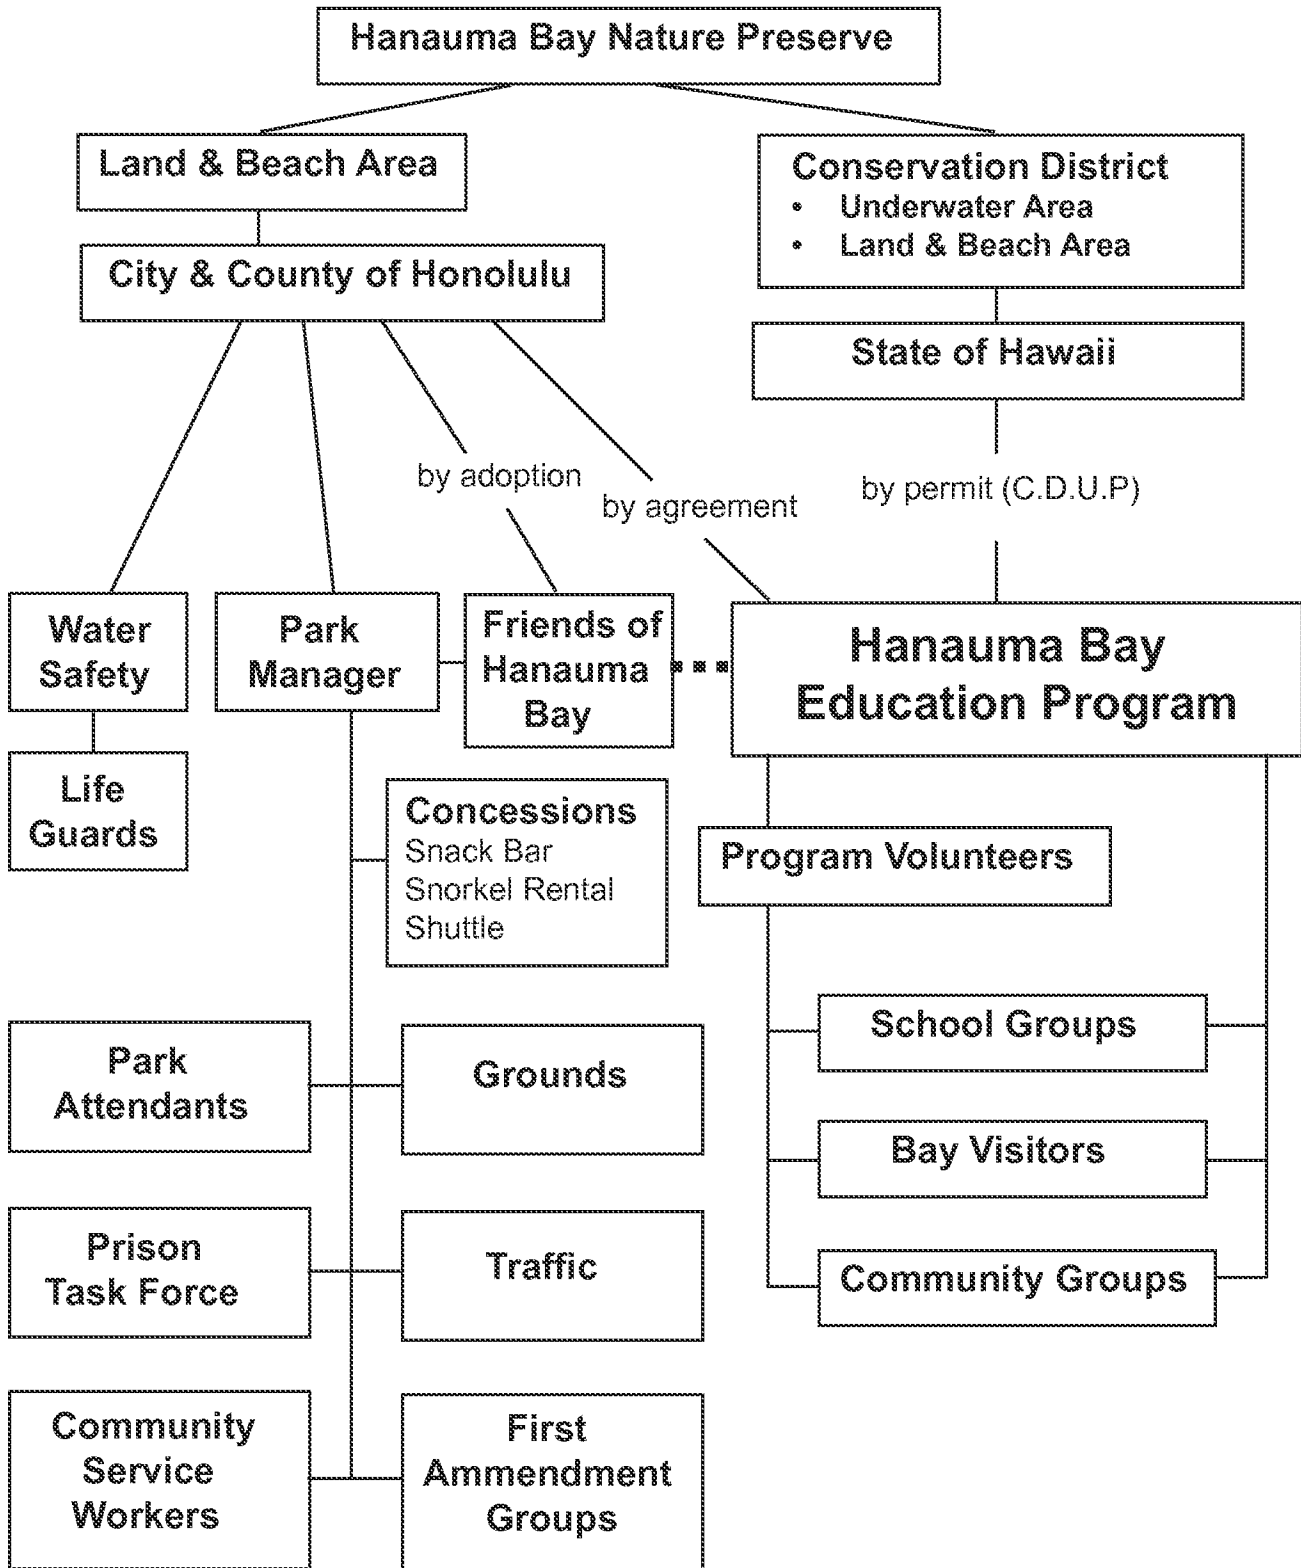 Hanauma Bay Nature Preserve
Land & Beach Area
Conservation District
• Underwater Area
• Land & Beach Area
City & County of Honolulu
State of Hawaii
by adoption
by agreement
by permit (C.D.U.P)
Water
Safety
Park
Manager
Friends of
Hanauma
Bay
Hanauma Bay
Education Program
Life
Guards
Concessions
Snack Bar
Snorkel Rental
Shuttle
Program Volunteers
Park
Attendants
Grounds
School Groups
Bay Visitors
Prison
Task Force
Traffic
Community Groups
Community
Service
Workers
First
Ammendment
Groups